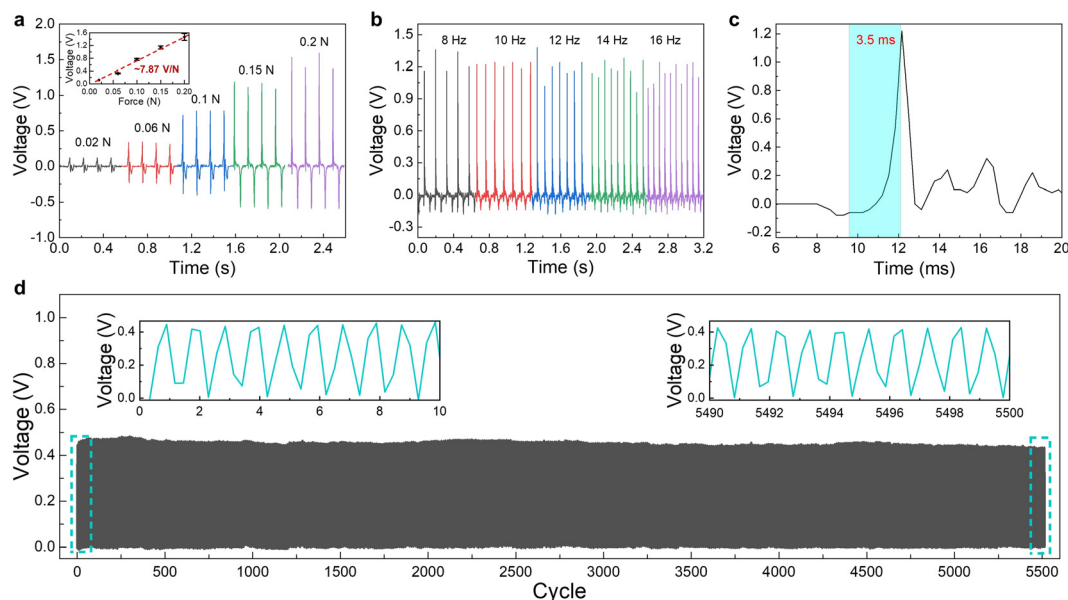 a
1.5
1.0
0.5
0.0
-0.5
-1.0
Voltage (V)
0.0 0.4 0.8 1.2 1.6 2.0 2.4
Time (s)
0.02 N
0.06 N
0.1 N
0.15 N
0.2 N
1.6
1.2
0.8
0.4
0.0
Voltage (V)
~7.87 V/N
0.00 0.05 0.10 0.15 0.20
Force (N)
b
1.5
1.2
0.9
0.6
0.3
0.0
-0.3
Voltage (V)
8 Hz 10 Hz 12 Hz 14 Hz 16 Hz
0.0 0.4 0.8 1.2 1.6 2.0 2.4 2.8 3.2
Time (s)
c
1.2
1.0
0.8
0.6
0.4
0.2
0.0
-0.2
Voltage (V)
3.5 ms
6 8 10 12 14 16 18 20
Time (ms)
d
1.0
0.8
0.6
0.4
0.2
0.0
Voltage (V)
0.4
0.2
0.0
Voltage (V)
0 2 4 6 8 10
0.4
0.2
0.0
Voltage (V)
5490 5492 5494 5496 5498 5500
0 500 1000 1500 2000 2500 3000 3500 4000 4500 5000 5500
Cycle